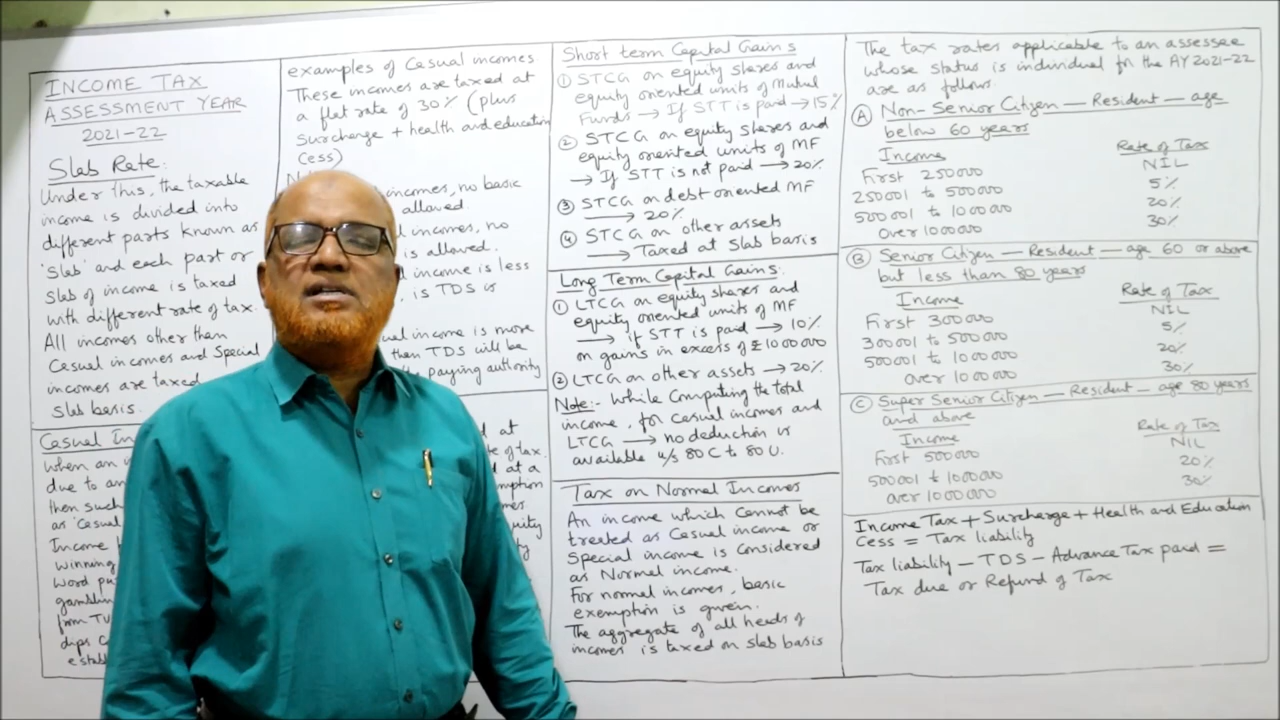 INCOME TAX
ASSESSMENT YEAR
2021-22
Slab Rate.
Under this, the taxable
income is divided into
different parts known as
'slab' and each part or
slab of income is taxed
with different rate of tax.
All incomes other than
Casual incomes and Special
incomes are taxed
Slab basis.
Casual In
when an
due to an
then such
as 'Casual
Income
winning
word pu
gambling
from TV
dips
establ
examples of Casual incomes.
These incomes are taxed at
a flat rate of 30% (plus
Surcharge + health and education
Cess)
incomes, no basic
allowed.
incomes, no
is allowed.
income is less
, is TDS is
income is more
than TDS will be
paying authority
at
of tax.
at a
Short term Capital Gains
① STCG on equity shares and
equity oriented units of Mutual
Funds → If STT is paid → 15%
② STCG on equity shares and
equity oriented units of MF
→ If STT is not paid → 20%
③ STCG on debt oriented MF
→ 20%
④ STCG on other assets
→ Taxed at slab basis
Long Term Capital Gains.
① LTCG on equity shares and
equity oriented units of MF
→ if STT is paid → 10%
on gains in excess of ₹1000000
② LTCG on other assets → 20%
Note:- While Computing the total
income, for casual incomes and
LTCG → no deduction is
available u/s 80C to 80U.
Tax on Normal Incomes
An income which cannot be
treated as Casual income or
Special income is considered
as Normal income.
For normal incomes, basic
exemption is given.
The aggregate of all heads of
incomes is taxed on slab basis
The tax rates applicable to an assessee
whose status is individual for the AY 2021-22
are as follows.
Ⓐ Non-Senior Citizen — Resident — age
below 60 years
Income Rate of Tax
First 250000 NIL
250001 to 500000 5%
500001 to 1000000 20%
Over 1000000 30%
Ⓑ Senior Citizen — Resident — age 60 or above
but less than 80 years
Income Rate of Tax
First 300000 NIL
300001 to 500000 5%
500001 to 1000000 20%
over 1000000 30%
Ⓒ Super Senior Citizen — Resident — age 80 years
and above
Income Rate of Tax
First 500000 NIL
500001 to 1000000 20%
over 1000000 30%
Income Tax + Surcharge + Health and Education
Cess = Tax liability
Tax liability — TDS — Advance Tax paid =
Tax due or Refund of Tax